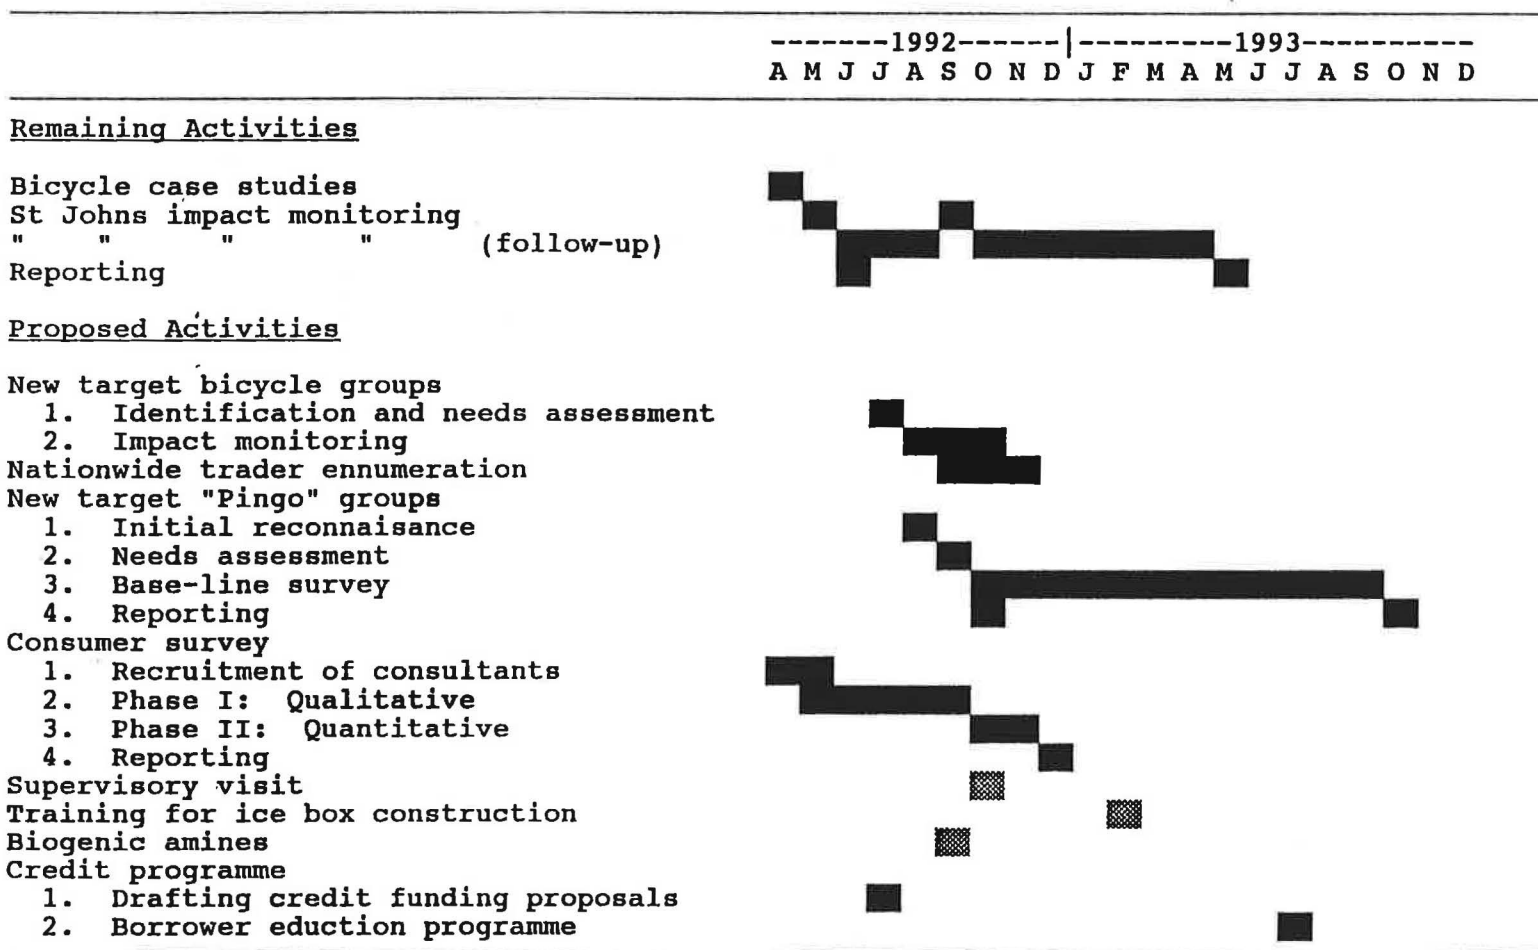 -------1992------|---------1993----------
A M J J A S O N D J F M A M J J A S O N D
Remaining Activities
Bicycle case studies
St Johns impact monitoring
" " " " (follow-up)
Reporting
Proposed Activities
New target bicycle groups
1. Identification and needs assessment
2. Impact monitoring
Nationwide trader ennumeration
New target "Pingo" groups
1. Initial reconnaisance
2. Needs assessment
3. Base-line survey
4. Reporting
Consumer survey
1. Recruitment of consultants
2. Phase I: Qualitative
3. Phase II: Quantitative
4. Reporting
Supervisory visit
Training for ice box construction
Biogenic amines
Credit programme
1. Drafting credit funding proposals
2. Borrower eduction programme